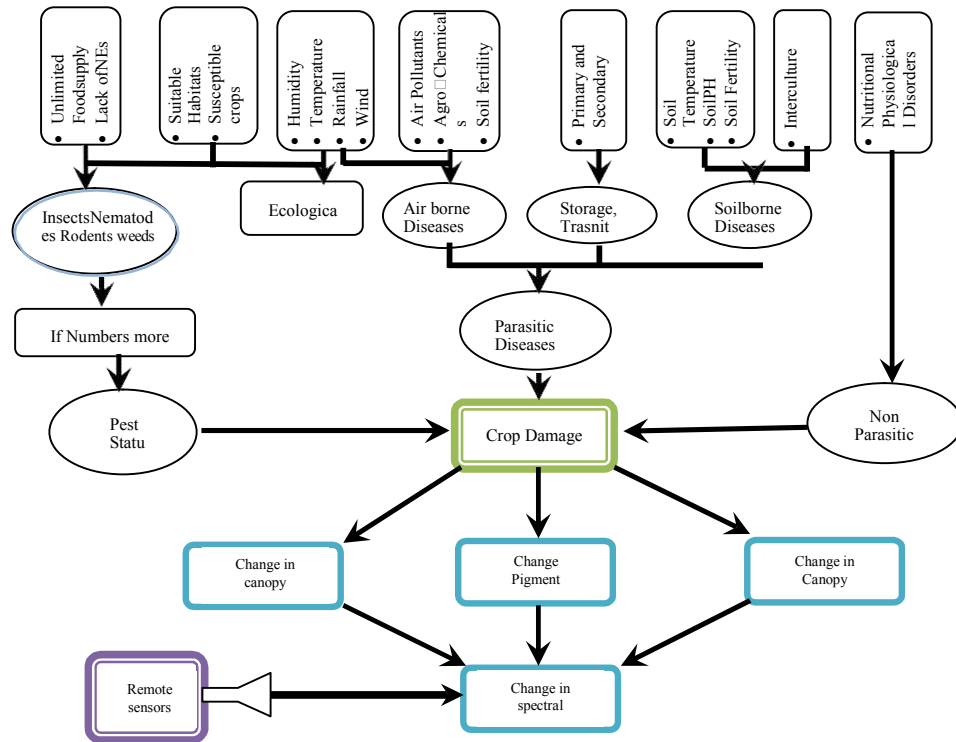 Unlimited
Foodsupply
Lack ofNEs
Suitable
Habitats
Susceptible
crops
Humidity
Temperature
Rainfall
Wind
Air Pollutants
Agro□Chemical
s
Soil fertility
Primary and
Secondary
Soil
Temperature
SoilPH
Soil Fertility
Interculture
Nutritional
Physiologica
l Disorders
InsectsNematod
es Rodents weeds
Ecologica
Air borne
Diseases
Storage,
Trasnit
Soilborne
Diseases
If Numbers more
Parasitic
Diseases
Pest
Statu
Crop Damage
Non
Parasitic
Change in
canopy
Change
Pigment
Change in
Canopy
Remote
sensors
Change in
spectral